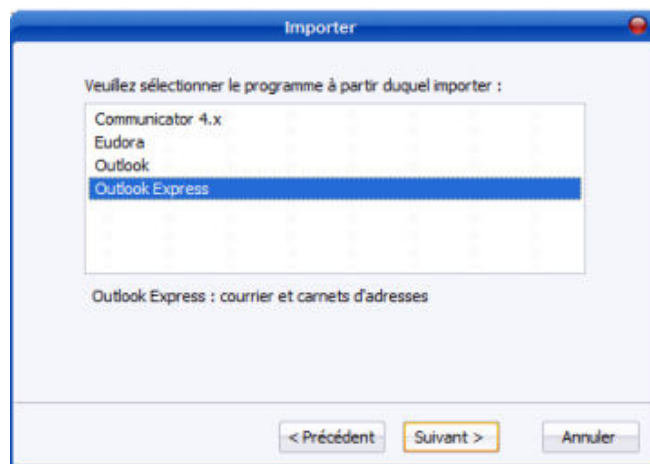 Importer
Veuillez sélectionner le programme à partir duquel importer :
Communicator 4.x
Eudora
Outlook
Outlook Express
Outlook Express : courrier et carnets d'adresses
< Précédent Suivant > Annuler